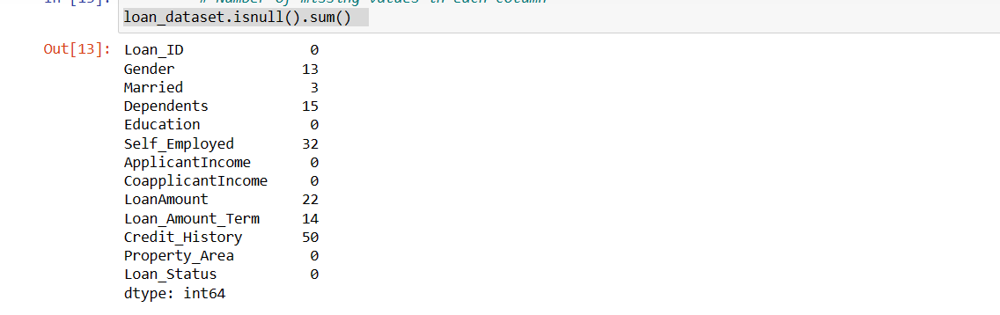 # Number of missing values in each column
loan_dataset.isnull().sum()
Out[13]:
Loan_ID 0
Gender 13
Married 3
Dependents 15
Education 0
Self_Employed 32
ApplicantIncome 0
CoapplicantIncome 0
LoanAmount 22
Loan_Amount_Term 14
Credit_History 50
Property_Area 0
Loan_Status 0
dtype: int64